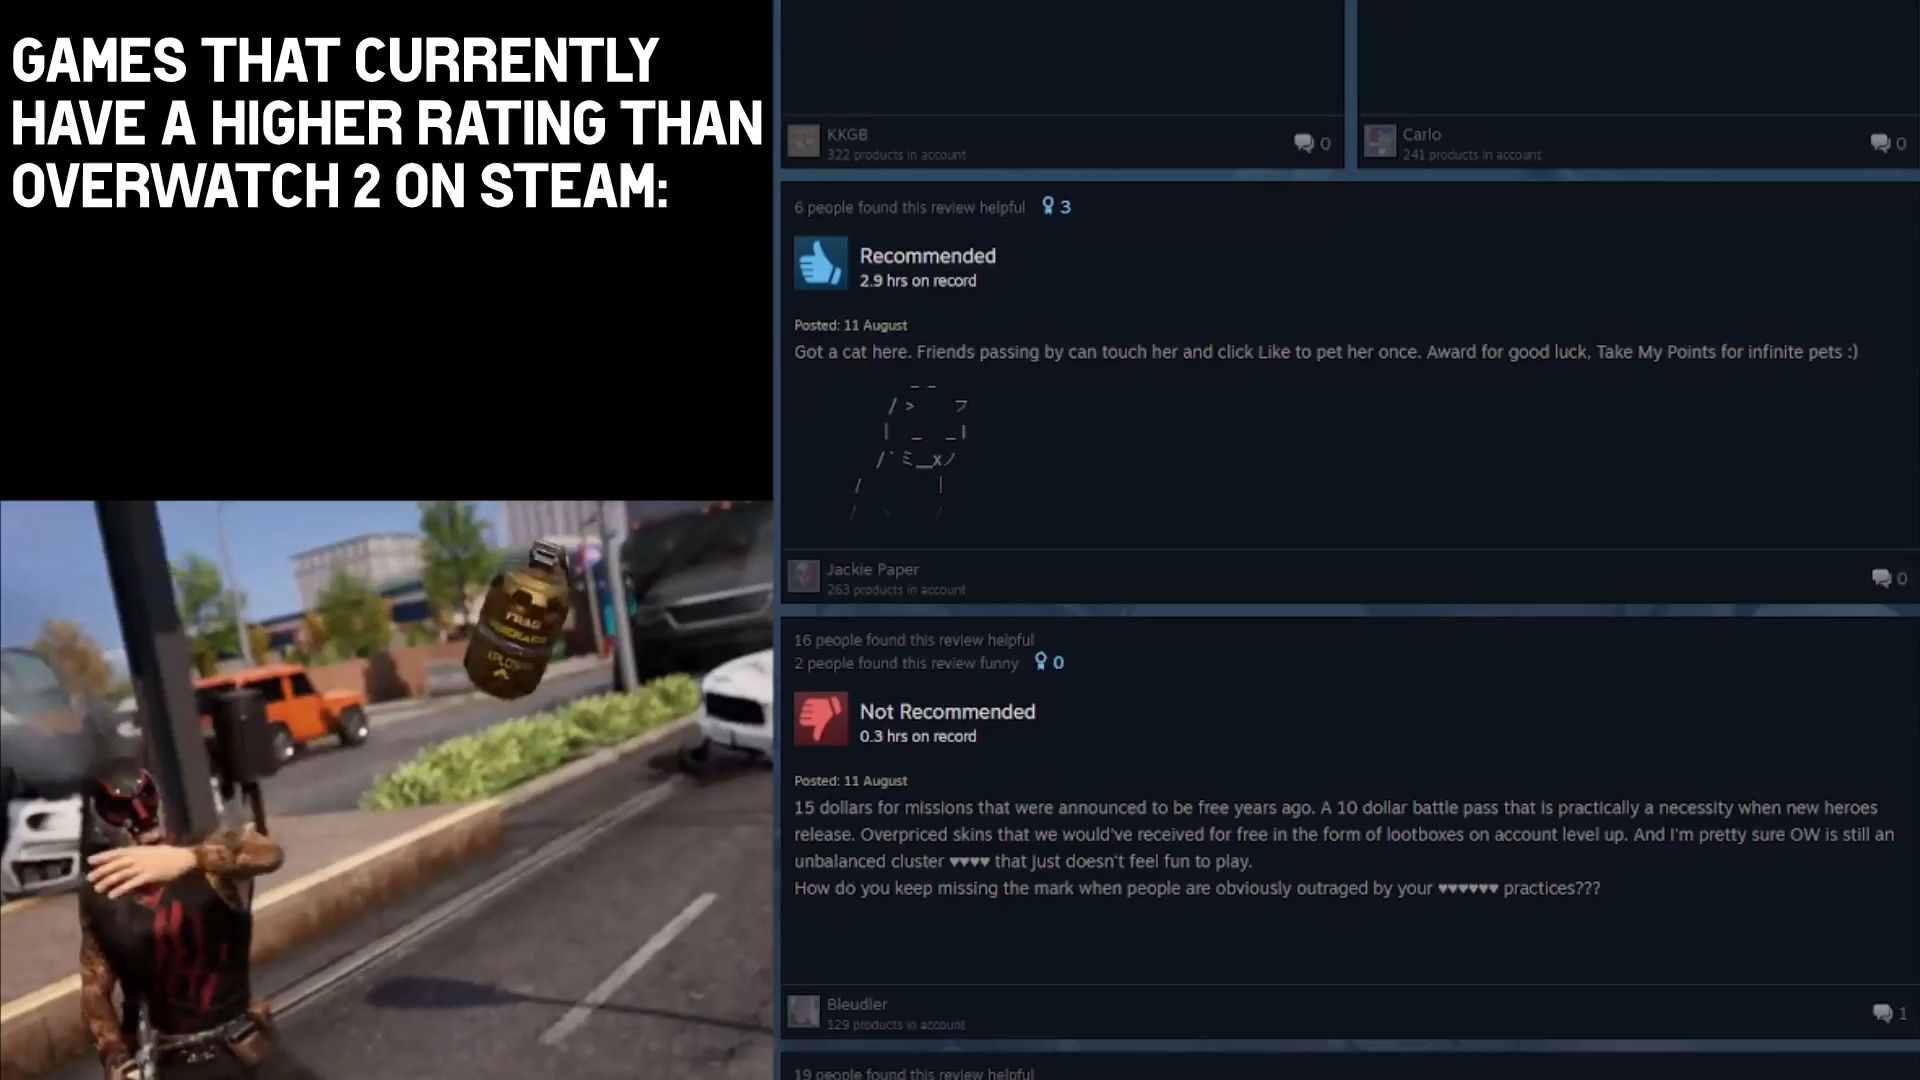 GAMES THAT CURRENTLY
HAVE A HIGHER RATING THAN
OVERWATCH 2 ON STEAM:
KKGB
322 products in account
0
Carlo
241 products in account
0
6 people found this review helpful
3
Recommended
2.9 hrs on record
Posted: 11 August
Got a cat here. Friends passing by can touch her and click Like to pet her once. Award for good luck, Take My Points for infinite pets :)
_ _
/ > フ
| _ _ |
/` ミ__xノ
/ |
/ \ /
Jackie Paper
263 products in account
0
16 people found this review helpful
2 people found this review funny
0
Not Recommended
0.3 hrs on record
Posted: 11 August
15 dollars for missions that were announced to be free years ago. A 10 dollar battle pass that is practically a necessity when new heroes
release. Overpriced skins that we would've received for free in the form of lootboxes on account level up. And I'm pretty sure OW is still an
unbalanced cluster ♥♥♥♥ that just doesn't feel fun to play.
How do you keep missing the mark when people are obviously outraged by your ♥♥♥♥♥♥ practices???
Bleudler
129 products in account
1
19 people found this review helpful
FRAG